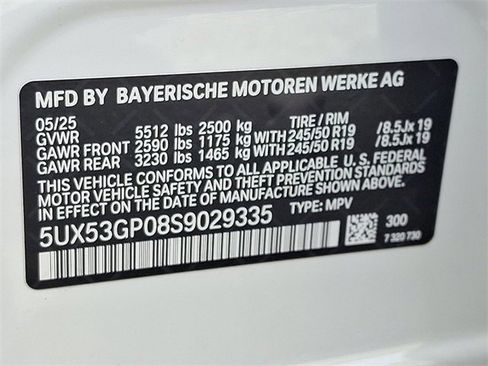 MFD BY BAYERISCHE MOTOREN WERKE AG
05/25 TIRE / RIM
GVWR 5512 lbs 2500 kg
GAWR FRONT 2590 lbs 1175 kg WITH 245/50 R19 /8.5Jx 19
GAWR REAR 3230 lbs 1465 kg WITH 245/50 R19 /8.5Jx 19
THIS VEHICLE CONFORMS TO ALL APPLICABLE U. S. FEDERAL
MOTOR VEHICLE SAFETY AND THEFT PREVENTION STANDARDS
IN EFFECT ON THE DATE OF MANUFACTURE SHOWN ABOVE.
5UX53GP08S9029335 TYPE: MPV
300
7 320 730